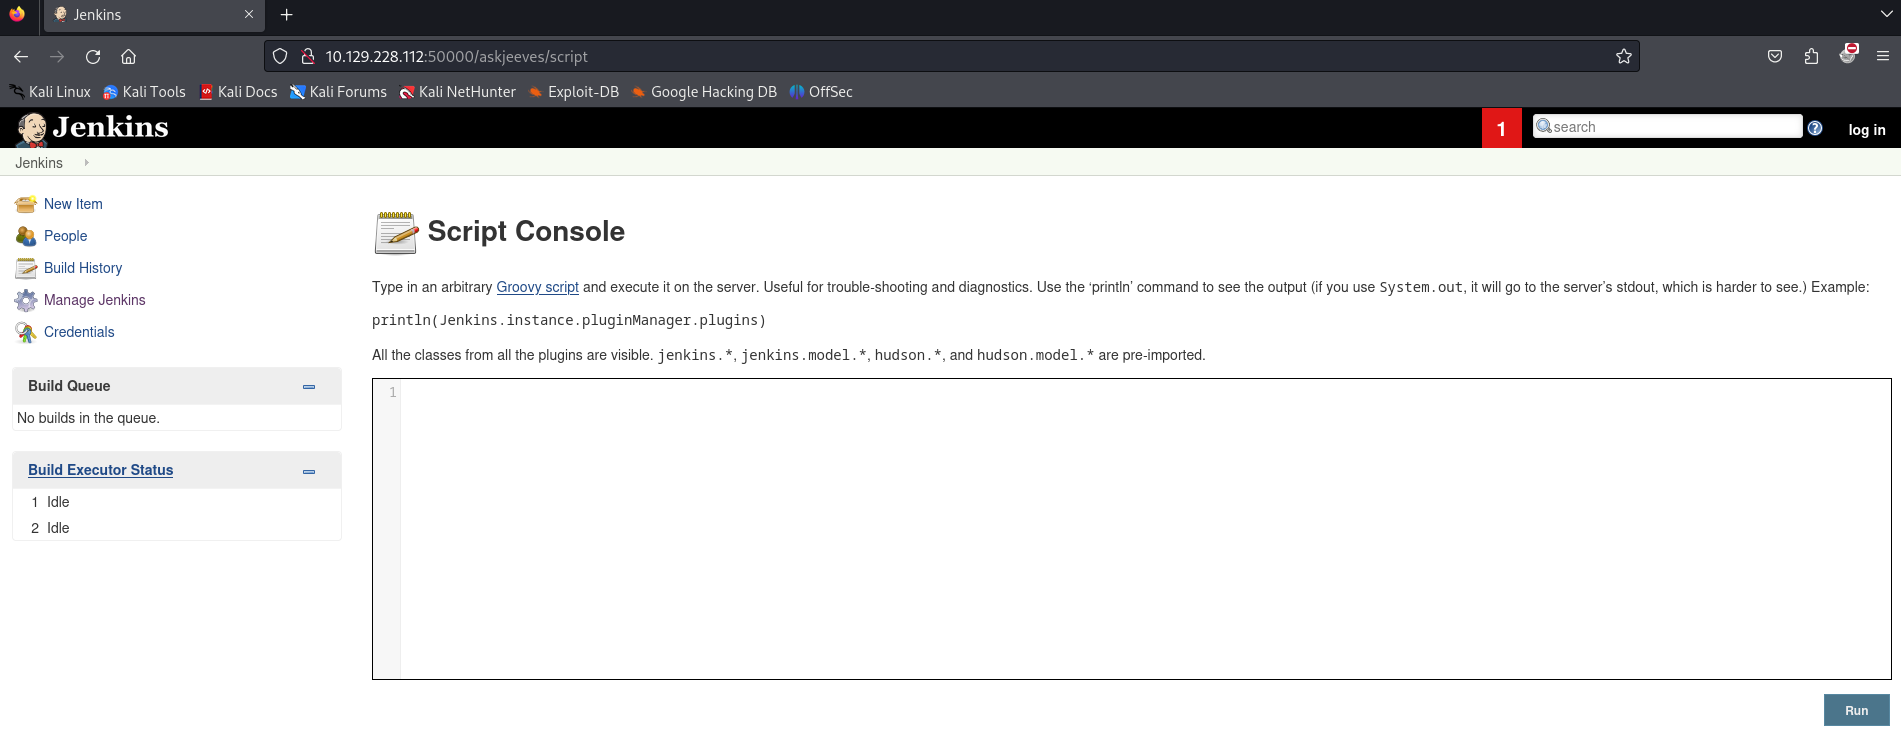 Jenkins
10.129.228.112:50000/askjeeves/script
Kali Linux Kali Tools Kali Docs Kali Forums Kali NetHunter Exploit-DB Google Hacking DB OffSec
Jenkins 1 search log in
Jenkins
New Item
People
Build History
Manage Jenkins
Credentials
Build Queue
No builds in the queue.
Build Executor Status
1 Idle
2 Idle
Script Console
Type in an arbitrary Groovy script and execute it on the server. Useful for trouble-shooting and diagnostics. Use the ‘println’ command to see the output (if you use System.out, it will go to the server’s stdout, which is harder to see.) Example:
println(Jenkins.instance.pluginManager.plugins)
All the classes from all the plugins are visible. jenkins.*, jenkins.model.*, hudson.*, and hudson.model.* are pre-imported.
1
Run